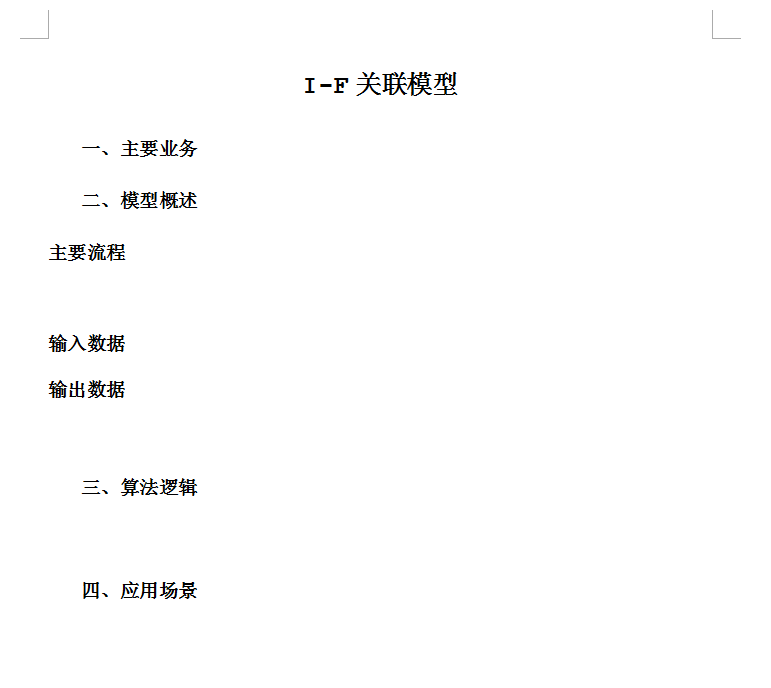 I-F 关联模型
一、主要业务
二、模型概述
主要流程
输入数据
输出数据
三、算法逻辑
四、应用场景